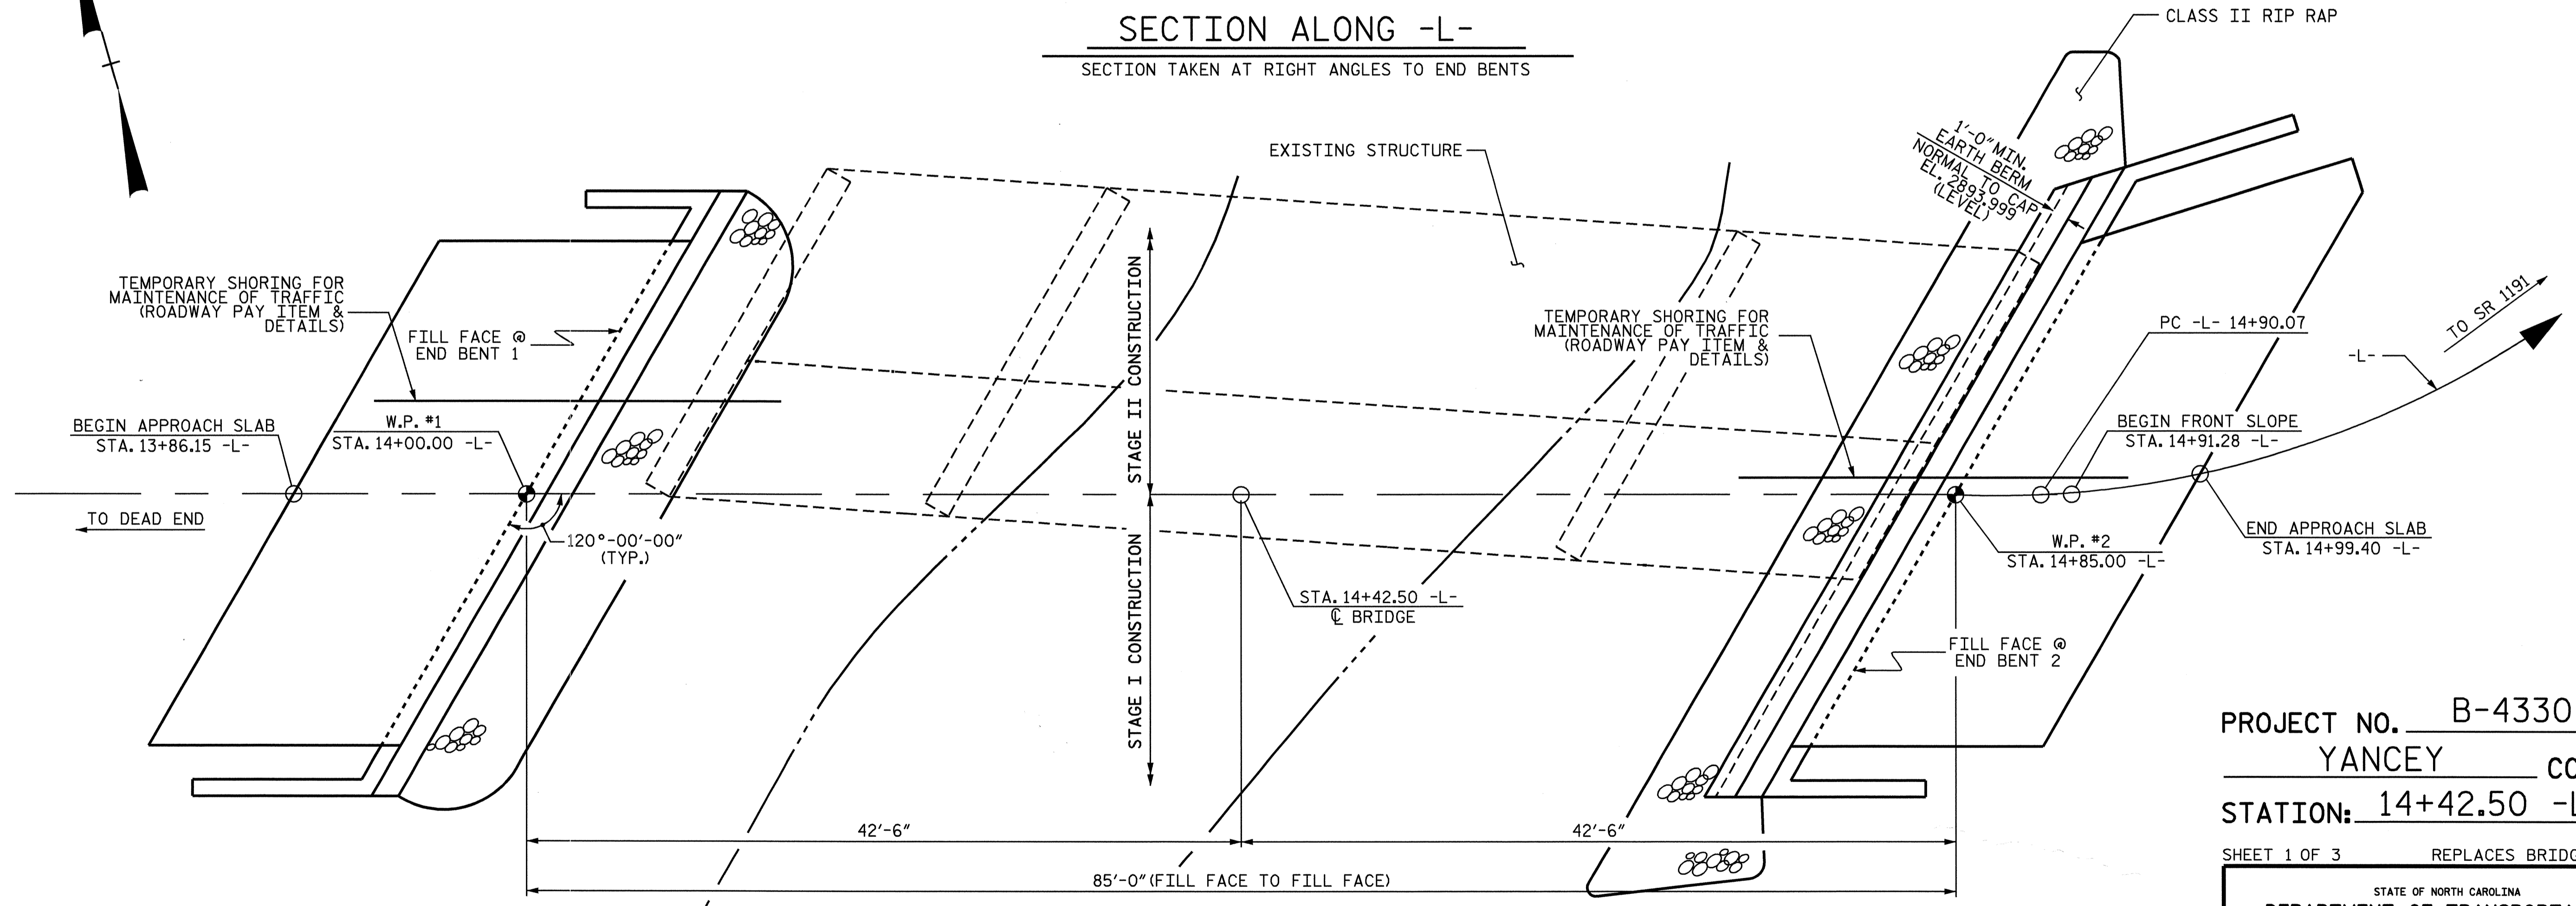 SECTION ALONG -L-
SECTION TAKEN AT RIGHT ANGLES TO END BENTS
CLASS II RIP RAP
EXISTING STRUCTURE
1'-0" MIN.
EARTH BERM
NORMAL TO CAP
EL. 2893.999
(LEVEL)
TEMPORARY SHORING FOR
MAINTENANCE OF TRAFFIC
(ROADWAY PAY ITEM &
DETAILS)
FILL FACE @
END BENT 1
STAGE II CONSTRUCTION
TEMPORARY SHORING FOR
MAINTENANCE OF TRAFFIC
(ROADWAY PAY ITEM &
DETAILS)
PC -L- 14+90.07
TO SR 1191
-L-
BEGIN APPROACH SLAB
STA. 13+86.15 -L-
W.P. #1
STA. 14+00.00 -L-
BEGIN FRONT SLOPE
STA. 14+91.28 -L-
TO DEAD END
120°-00'-00"
(TYP.)
STAGE I CONSTRUCTION
STA. 14+42.50 -L-
℄ BRIDGE
W.P. #2
STA. 14+85.00 -L-
END APPROACH SLAB
STA. 14+99.40 -L-
FILL FACE @
END BENT 2
42'-6"
42'-6"
85'-0" (FILL FACE TO FILL FACE)
PROJECT NO. B-4330
YANCEY CO
STATION: 14+42.50 -L
SHEET 1 OF 3 REPLACES BRIDG
STATE OF NORTH CAROLINA